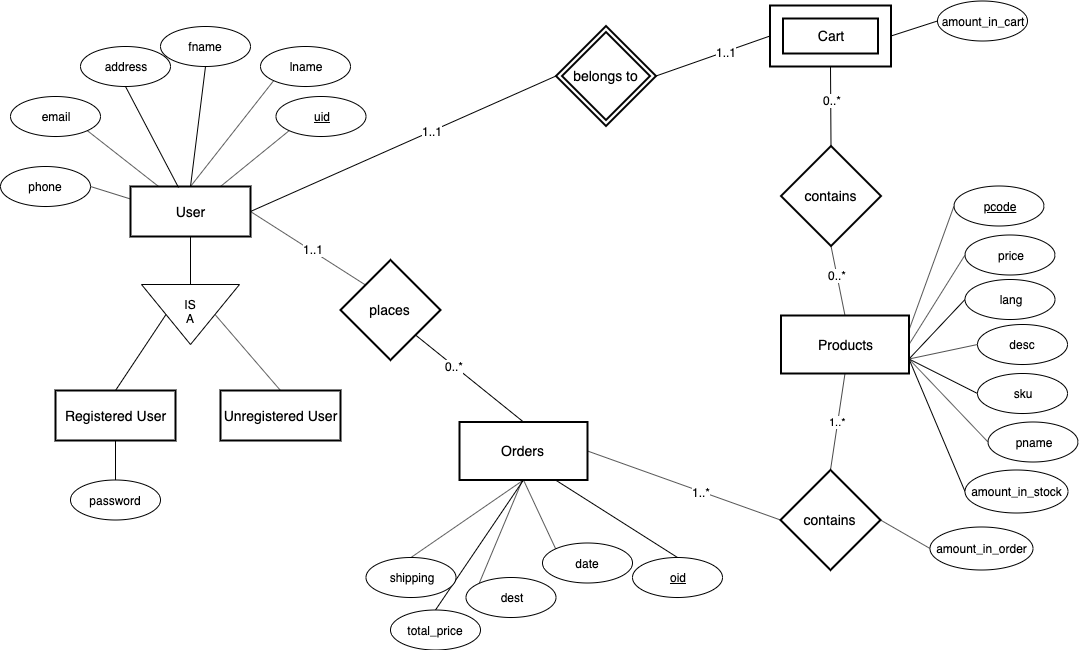 Cart
amount_in_cart
fname
address
lname
belongs to
1..1
email
uid
0..*
1..1
phone
contains
User
pcode
1..1
price
0..*
lang
IS
A
places
Products
desc
0..*
sku
Registered User
Unregistered User
1..*
pname
Orders
password
1..*
amount_in_stock
contains
amount_in_order
shipping
date
oid
dest
total_price